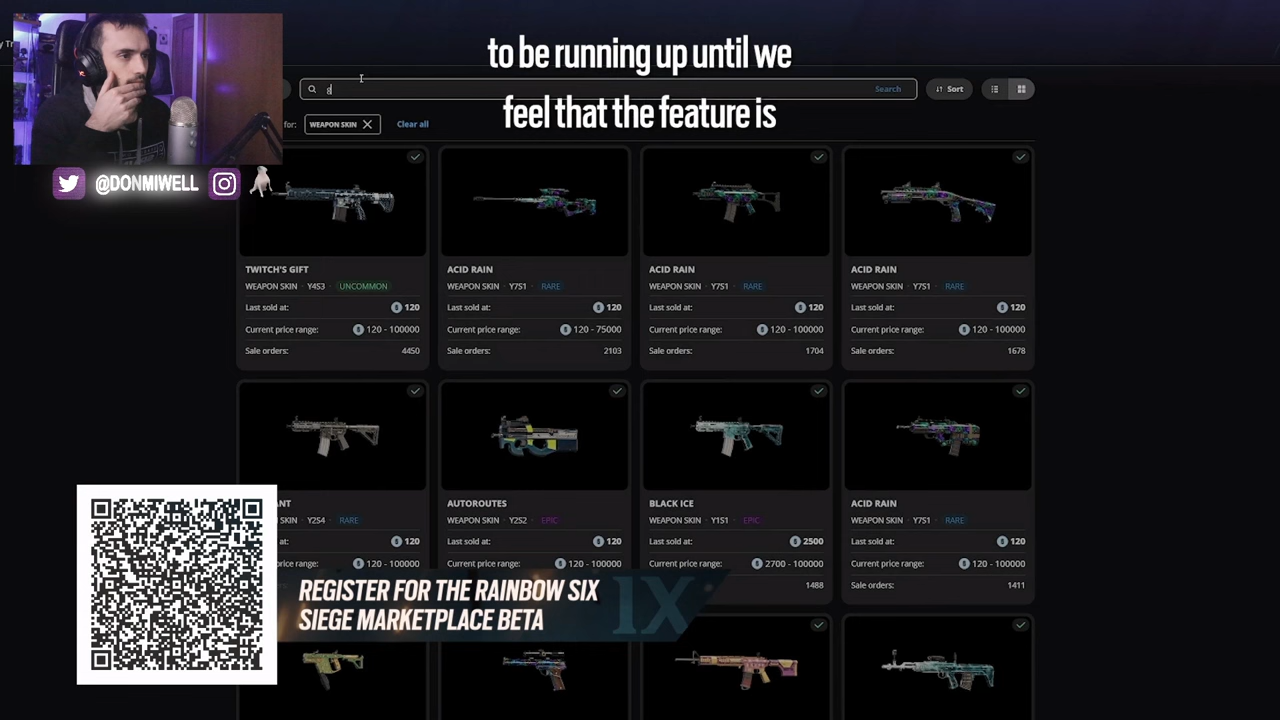 to be running up until we
feel that the feature is
g
Search
Sort
for:
WEAPON SKIN
Clear all
@DONMIWELL
TWITCH'S GIFT
WEAPON SKIN · Y4S3 UNCOMMON
Last sold at: 120
Current price range: 120 - 100000
Sale orders: 4450
ACID RAIN
WEAPON SKIN · Y7S1 · RARE
Last sold at: 120
Current price range: 120 - 75000
Sale orders: 2103
ACID RAIN
WEAPON SKIN · Y7S1 · RARE
Last sold at: 120
Current price range: 120 - 100000
Sale orders: 1704
ACID RAIN
WEAPON SKIN · Y7S1 · RARE
Last sold at: 120
Current price range: 120 - 100000
Sale orders: 1678
ANT
SKIN · Y2S4 · RARE
120
120 - 100000
AUTOROUTES
WEAPON SKIN · Y2S2 · EPIC
Last sold at: 120
Current price range: 120 - 100000
BLACK ICE
WEAPON SKIN · Y1S1 · EPIC
Last sold at: 2500
Current price range: 2700 - 100000
1488
ACID RAIN
WEAPON SKIN · Y7S1 · RARE
Last sold at: 120
Current price range: 120 - 100000
Sale orders: 1411
REGISTER FOR THE RAINBOW SIX
SIEGE MARKETPLACE BETA
IX